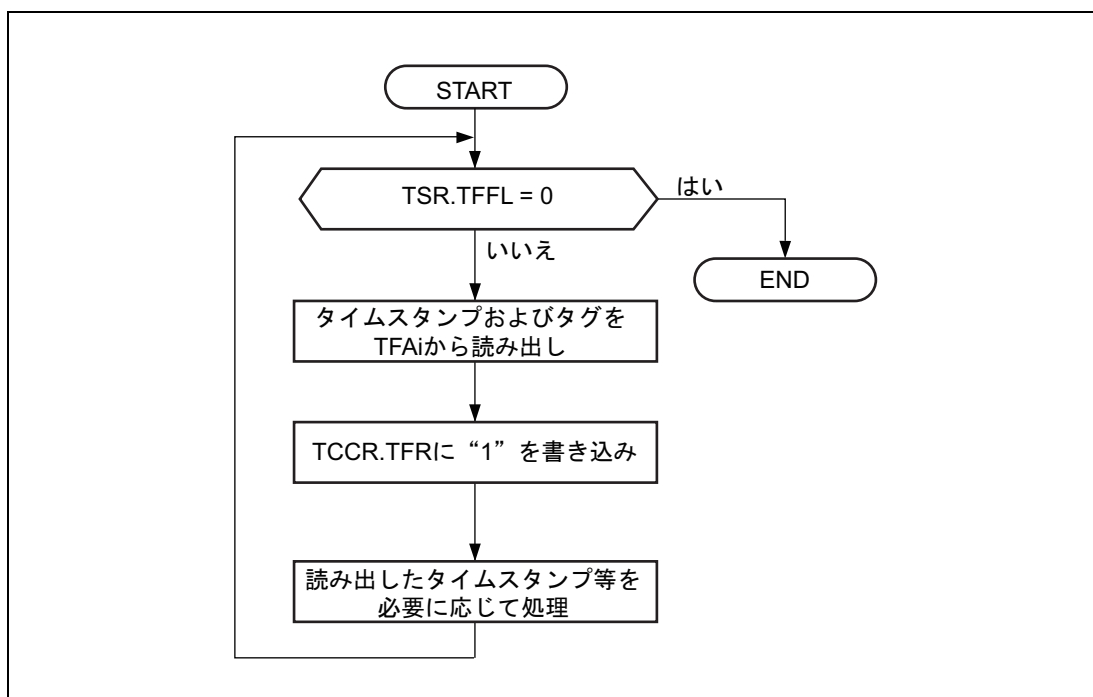 START
TSR.TFFL = 0
はい
いいえ
END
タイムスタンプおよびタグを
TFAiから読み出し
TCCR.TFRに“1”を書き込み
読み出したタイムスタンプ等を
必要に応じて処理